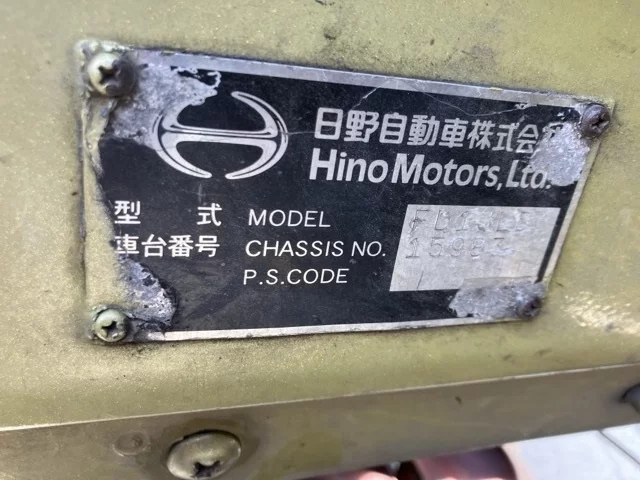 日野自動車株式会
Hino Motors, Ltd.
型 式 MODEL
車台番号 CHASSIS NO.
P.S.CODE